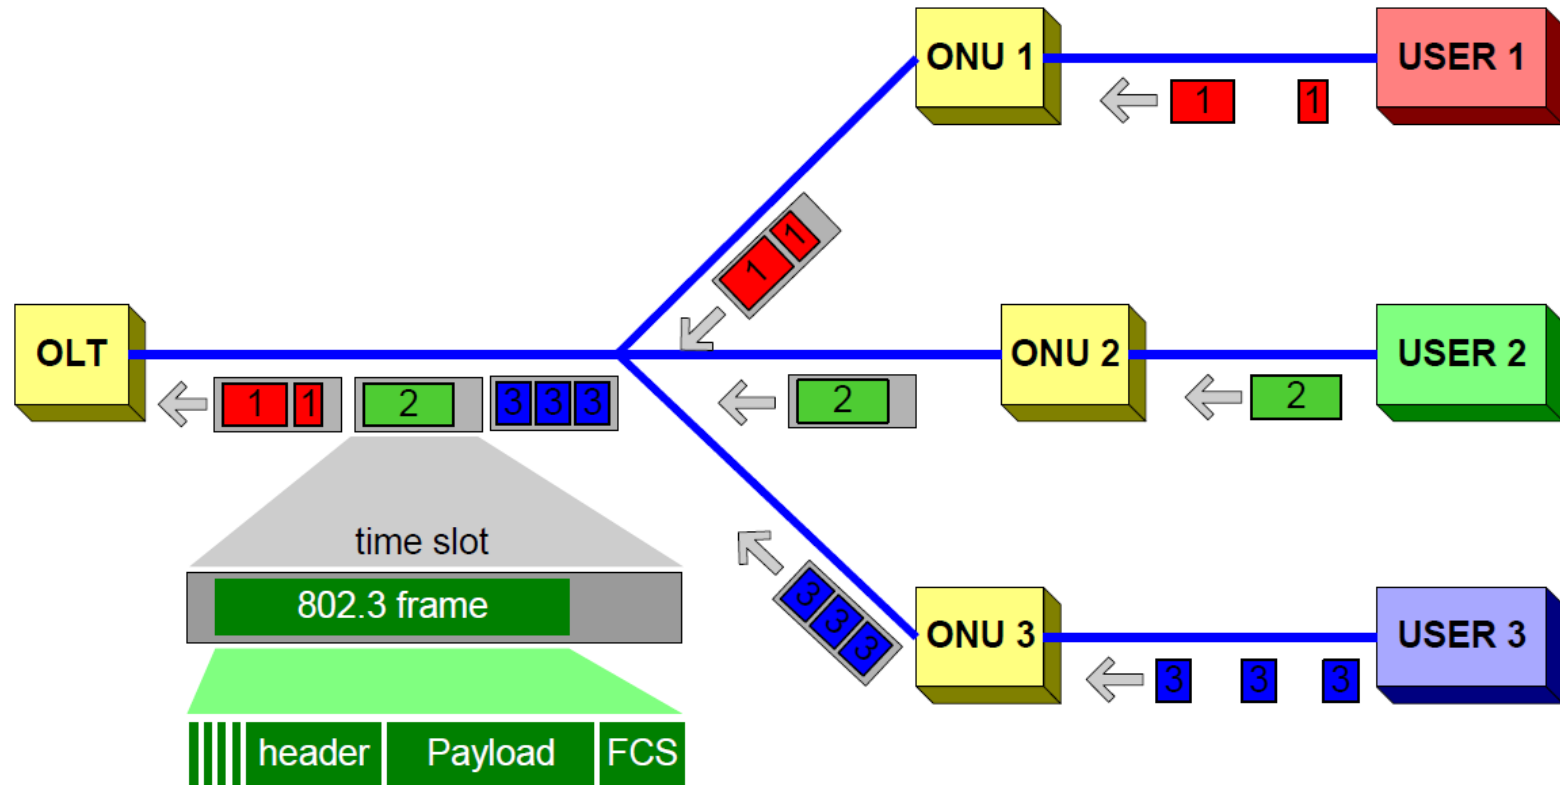 ONU 1
USER 1
1
1
1
1
OLT
ONU 2
USER 2
1
1
2
3
3
3
2
2
time slot
802.3 frame
3
3
3
ONU 3
USER 3
3
3
3
header
Payload
FCS